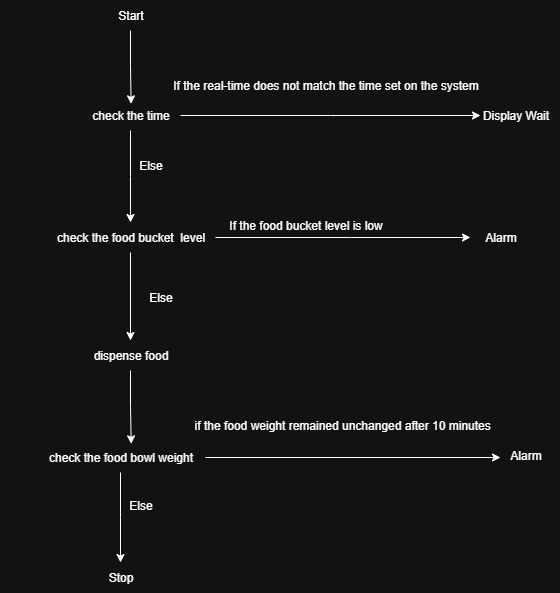 Start
If the real-time does not match the time set on the system
check the time
Display Wait
Else
If the food bucket level is low
check the food bucket level
Alarm
Else
dispense food
if the food weight remained unchanged after 10 minutes
check the food bowl weight
Alarm
Else
Stop